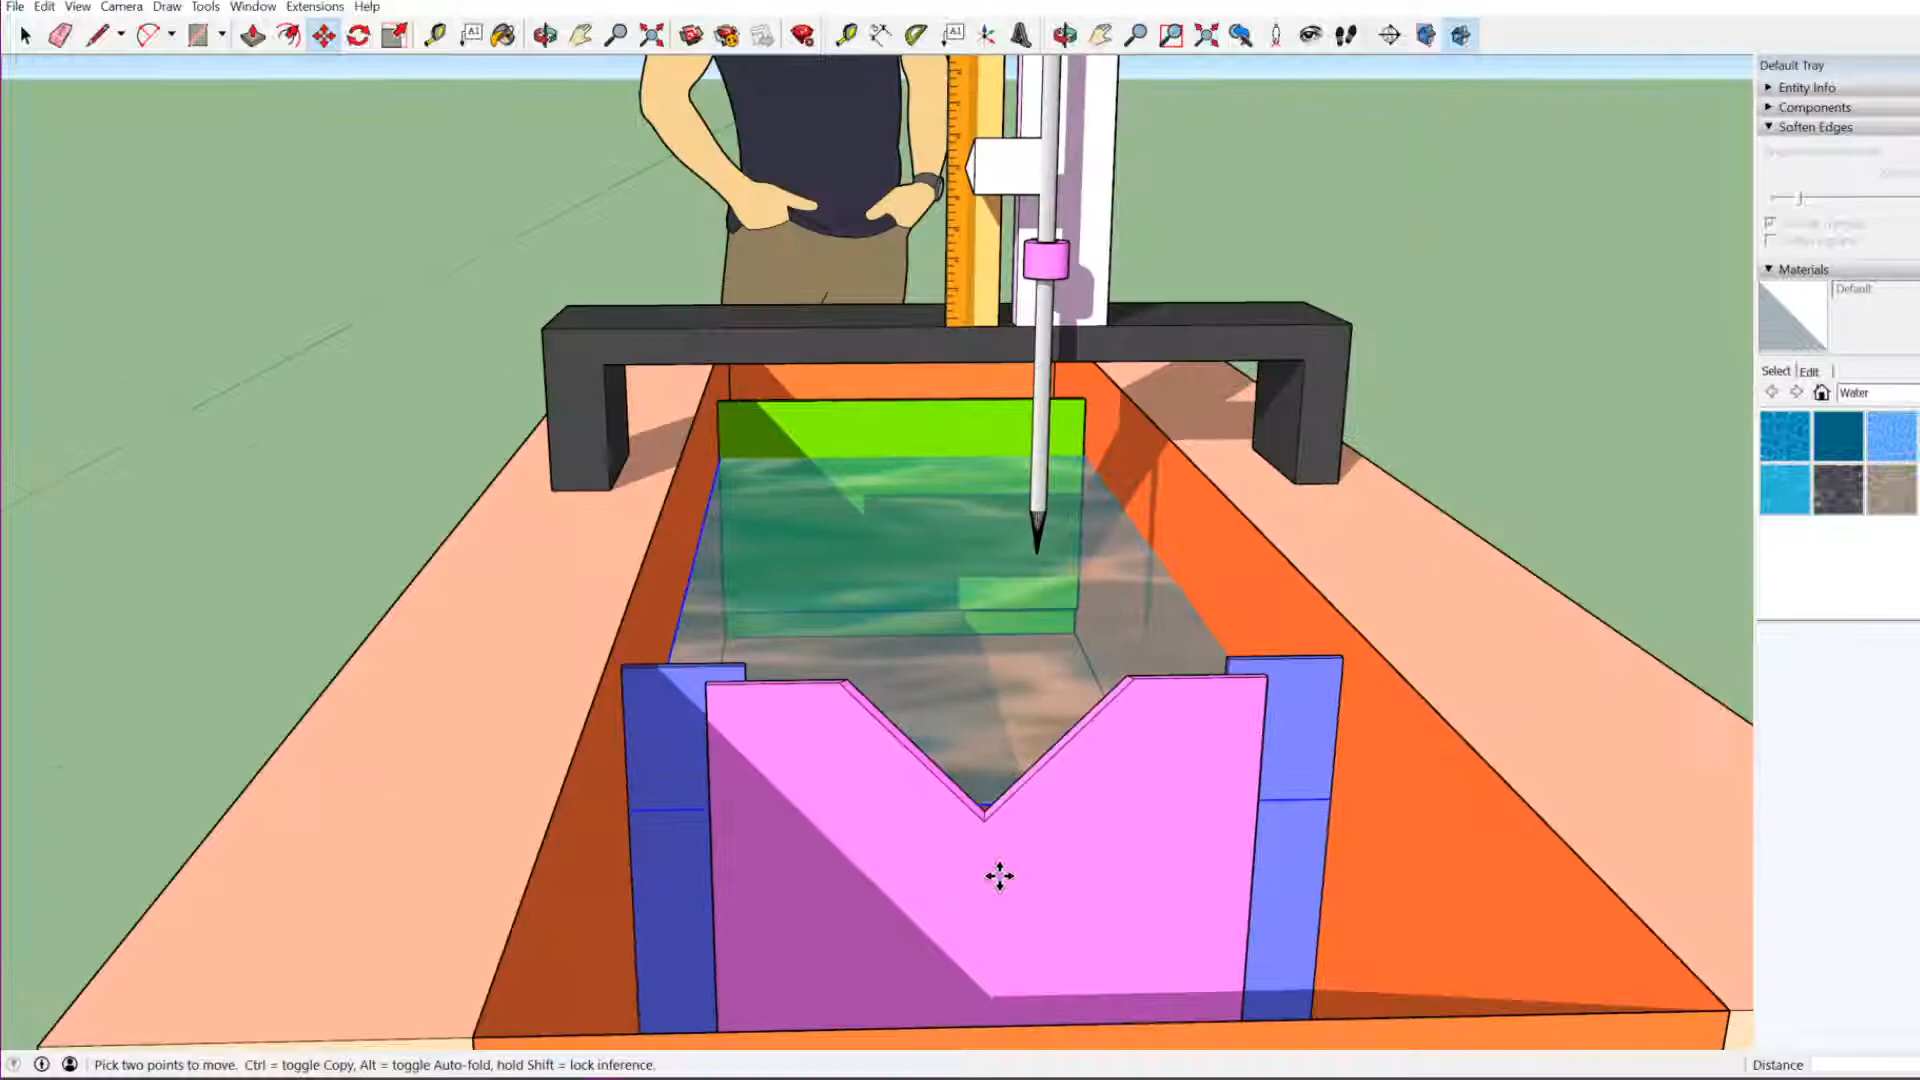 File Edit View Camera Draw Tools Window Extensions Help
A1
A1
Default Tray
Entity Info
Components
Soften Edges
Materials
Default
Select Edit
Water
Pick two points to move. Ctrl = toggle Copy, Alt = toggle Auto-fold, hold Shift = lock inference.
Distance